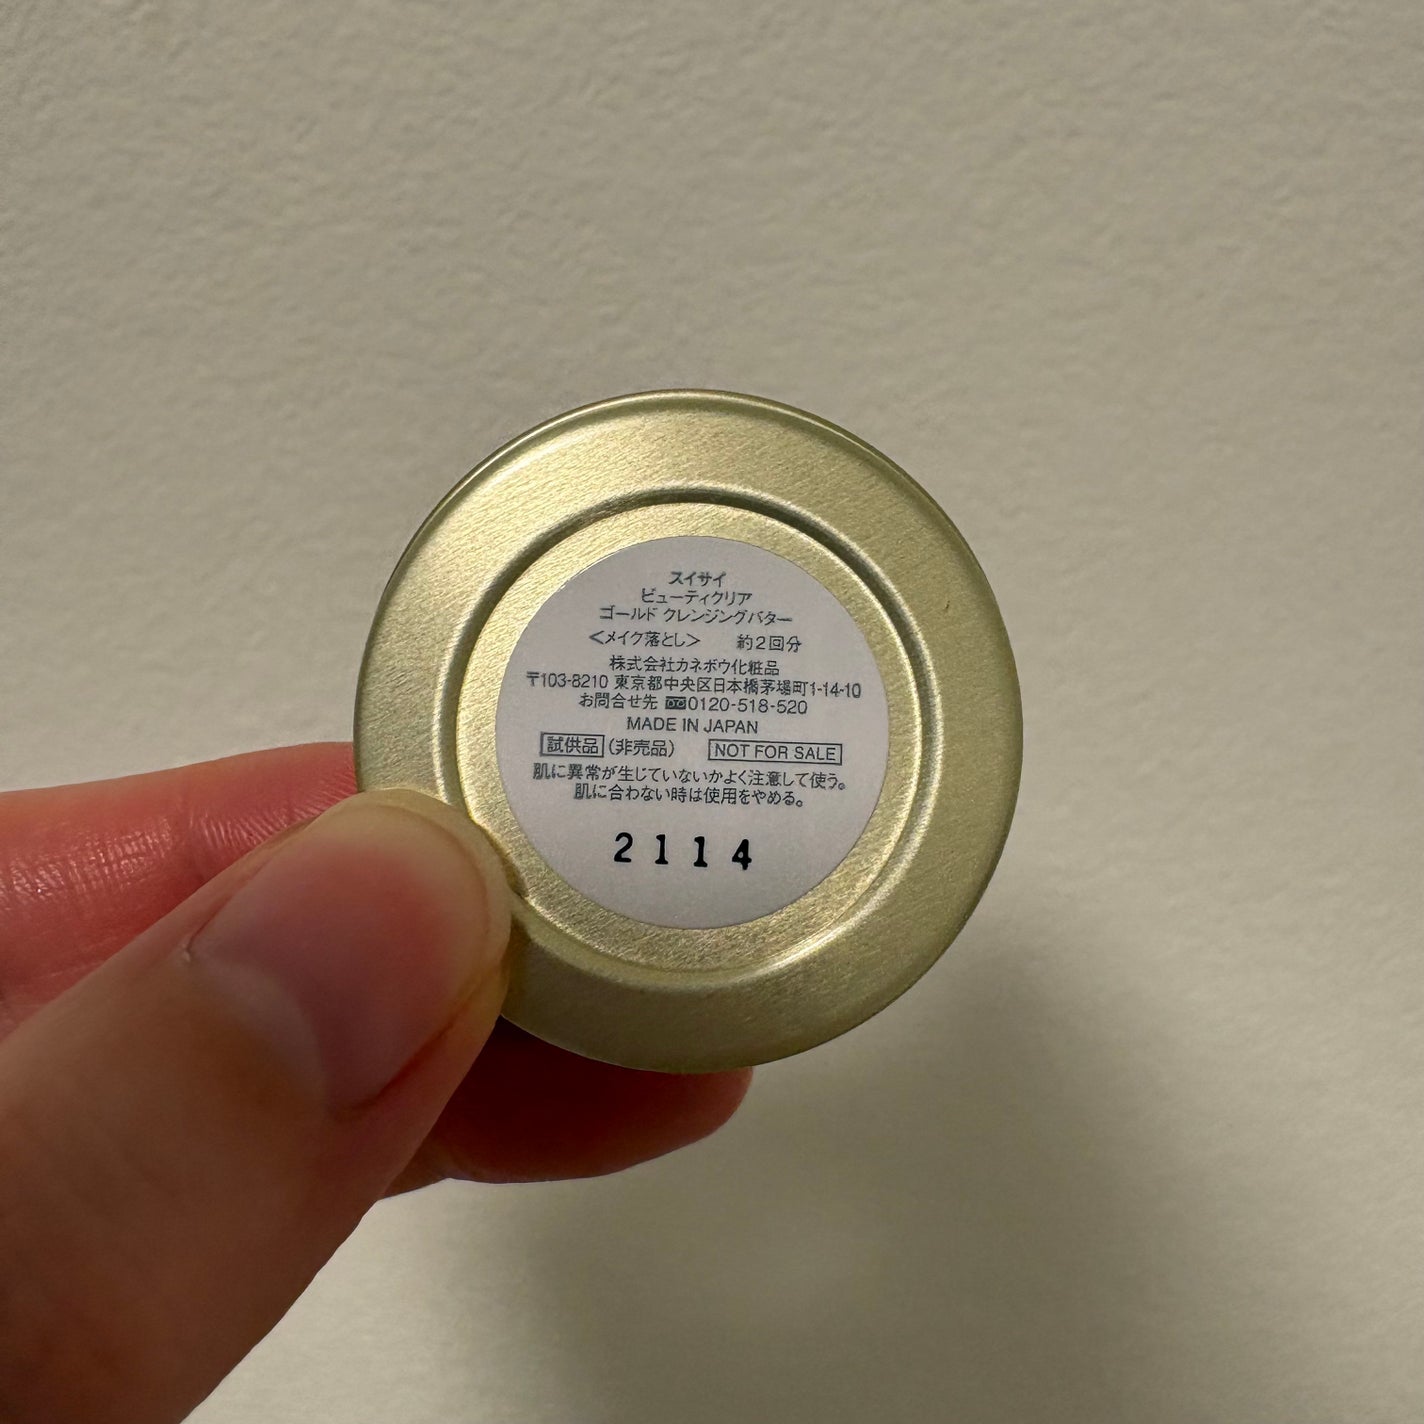 スイサイ
ビューティクリア
ゴールド クレンジングバター
＜メイク落とし＞ 約2回分
株式会社カネボウ化粧品
〒103-8210 東京都中央区日本橋茅場町1-14-10
お問合せ先 0120-518-520
MADE IN JAPAN
試供品 (非売品) NOT FOR SALE
肌に異常が生じていないかよく注意して使う。
肌に合わない時は使用をやめる。
2114